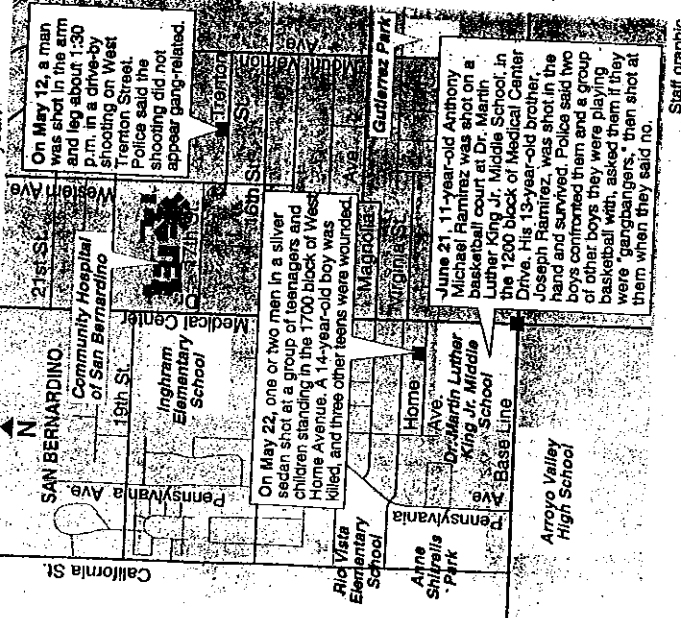 On May 12, a man
was shot in the arm
and leg about 1:30
p.m. in a drive-by
shooting on West
Trenton Street.
Police said the
shooting did not
appear gang-related.
N
SAN BERNARDINO
21st St.
Western Ave.
Community Hospital
of San Bernardino
19th St.
California St.
Pennsylvania Ave.
Inghram
Elementary
School
Medical Center
Dr.
17th St.
16th St.
Trenton
St.
Vernon
Ave.
On May 22, one or two men in a silver
sedan shot at a group of teenagers and
children standing in the 1700 block of West
Home Avenue. A 14-year-old boy was
killed, and three other teens were wounded.
Gutierrez Park
Magnolia
Ave.
Virginia St.
Home
Ave.
Rio Vista
Elementary
School
Anne
Shirrells
Park
Pennsylvania
Ave
Dr. Martin Luther
King Jr. Middle
School
Base Line
Arroyo Valley
High School
June 21, 11-year-old Anthony
Michael Ramirez was shot on a
basketball court at Dr. Martin
Luther King Jr. Middle School, in
the 1200 block of Medical Center
Drive. His 13-year-old brother,
Joseph Ramirez, was shot in the
hand and survived. Police said two
boys confronted them and a group
of other boys they were playing
basketball with, asked them if they
were "gangbangers," then shot at
them when they said no.
Staff graphic